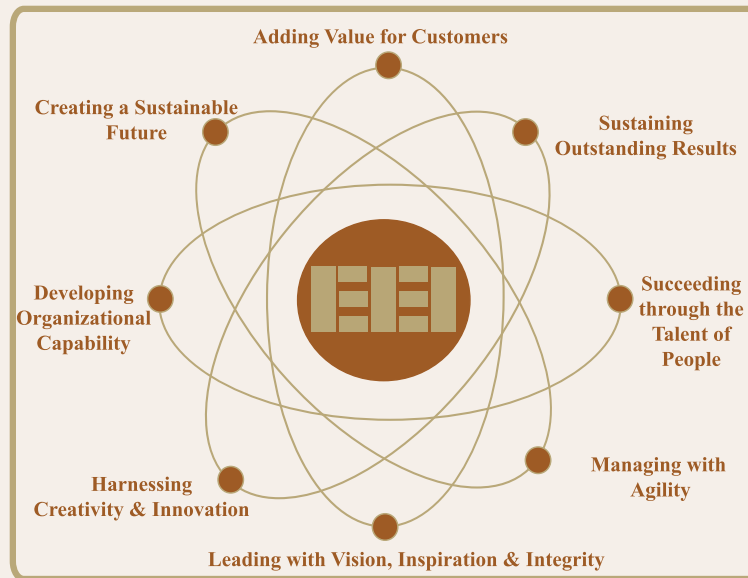 Adding Value for Customers
Creating a Sustainable
Future
Sustaining
Outstanding Results
Developing
Organizational
Capability
Succeeding
through the
Talent of
People
Harnessing
Creativity & Innovation
Managing with
Agility
Leading with Vision, Inspiration & Integrity